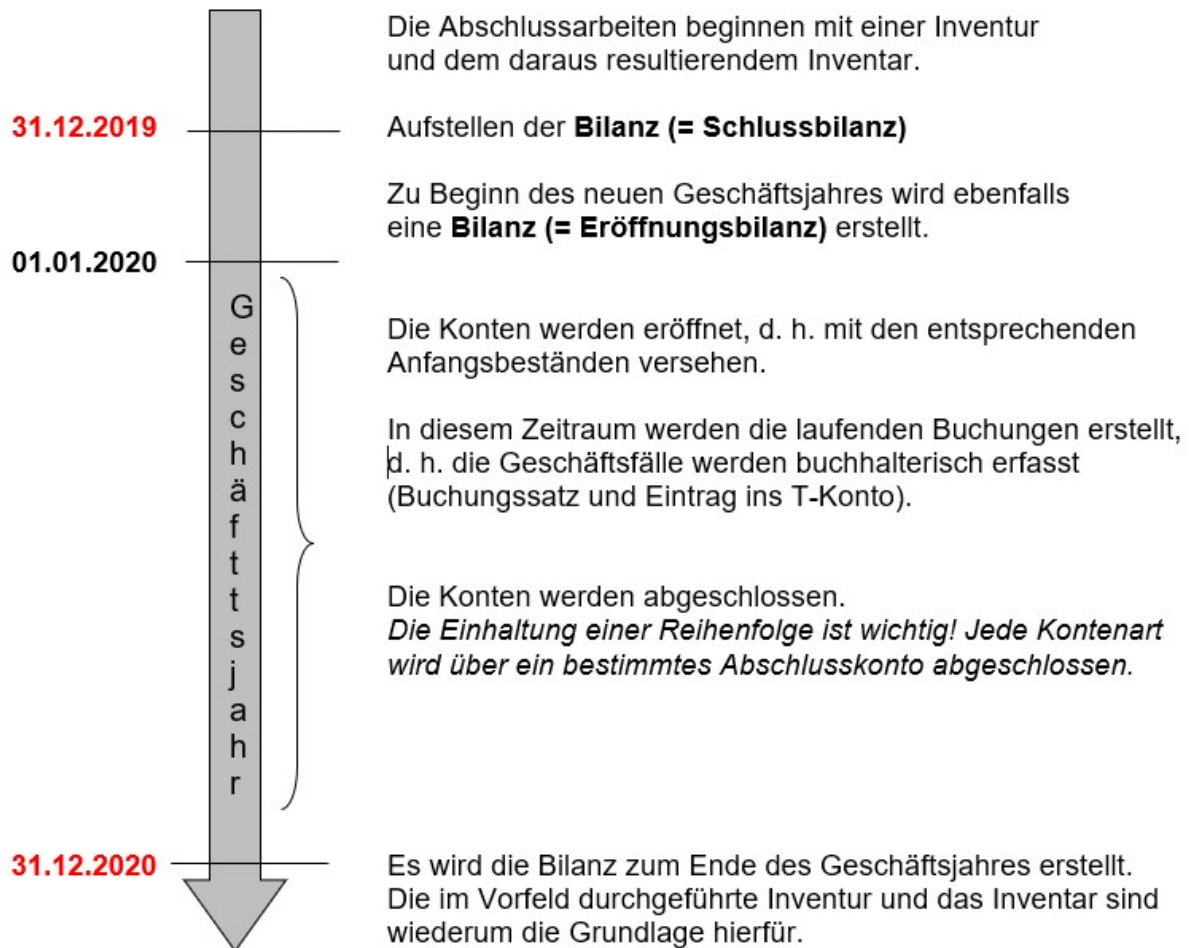 Die Abschlussarbeiten beginnen mit einer Inventur
und dem daraus resultierendem Inventar.
31.12.2019
Aufstellen der Bilanz (= Schlussbilanz)
Zu Beginn des neuen Geschäftsjahres wird ebenfalls
eine Bilanz (= Eröffnungsbilanz) erstellt.
01.01.2020
G
e
s
c
h
ä
f
t
t
s
j
a
h
r
Die Konten werden eröffnet, d. h. mit den entsprechenden
Anfangsbeständen versehen.
In diesem Zeitraum werden die laufenden Buchungen erstellt,
d. h. die Geschäftsfälle werden buchhalterisch erfasst
(Buchungssatz und Eintrag ins T-Konto).
Die Konten werden abgeschlossen.
Die Einhaltung einer Reihenfolge ist wichtig! Jede Kontenart
wird über ein bestimmtes Abschlusskonto abgeschlossen.
31.12.2020
Es wird die Bilanz zum Ende des Geschäftsjahres erstellt.
Die im Vorfeld durchgeführte Inventur und das Inventar sind
wiederum die Grundlage hierfür.